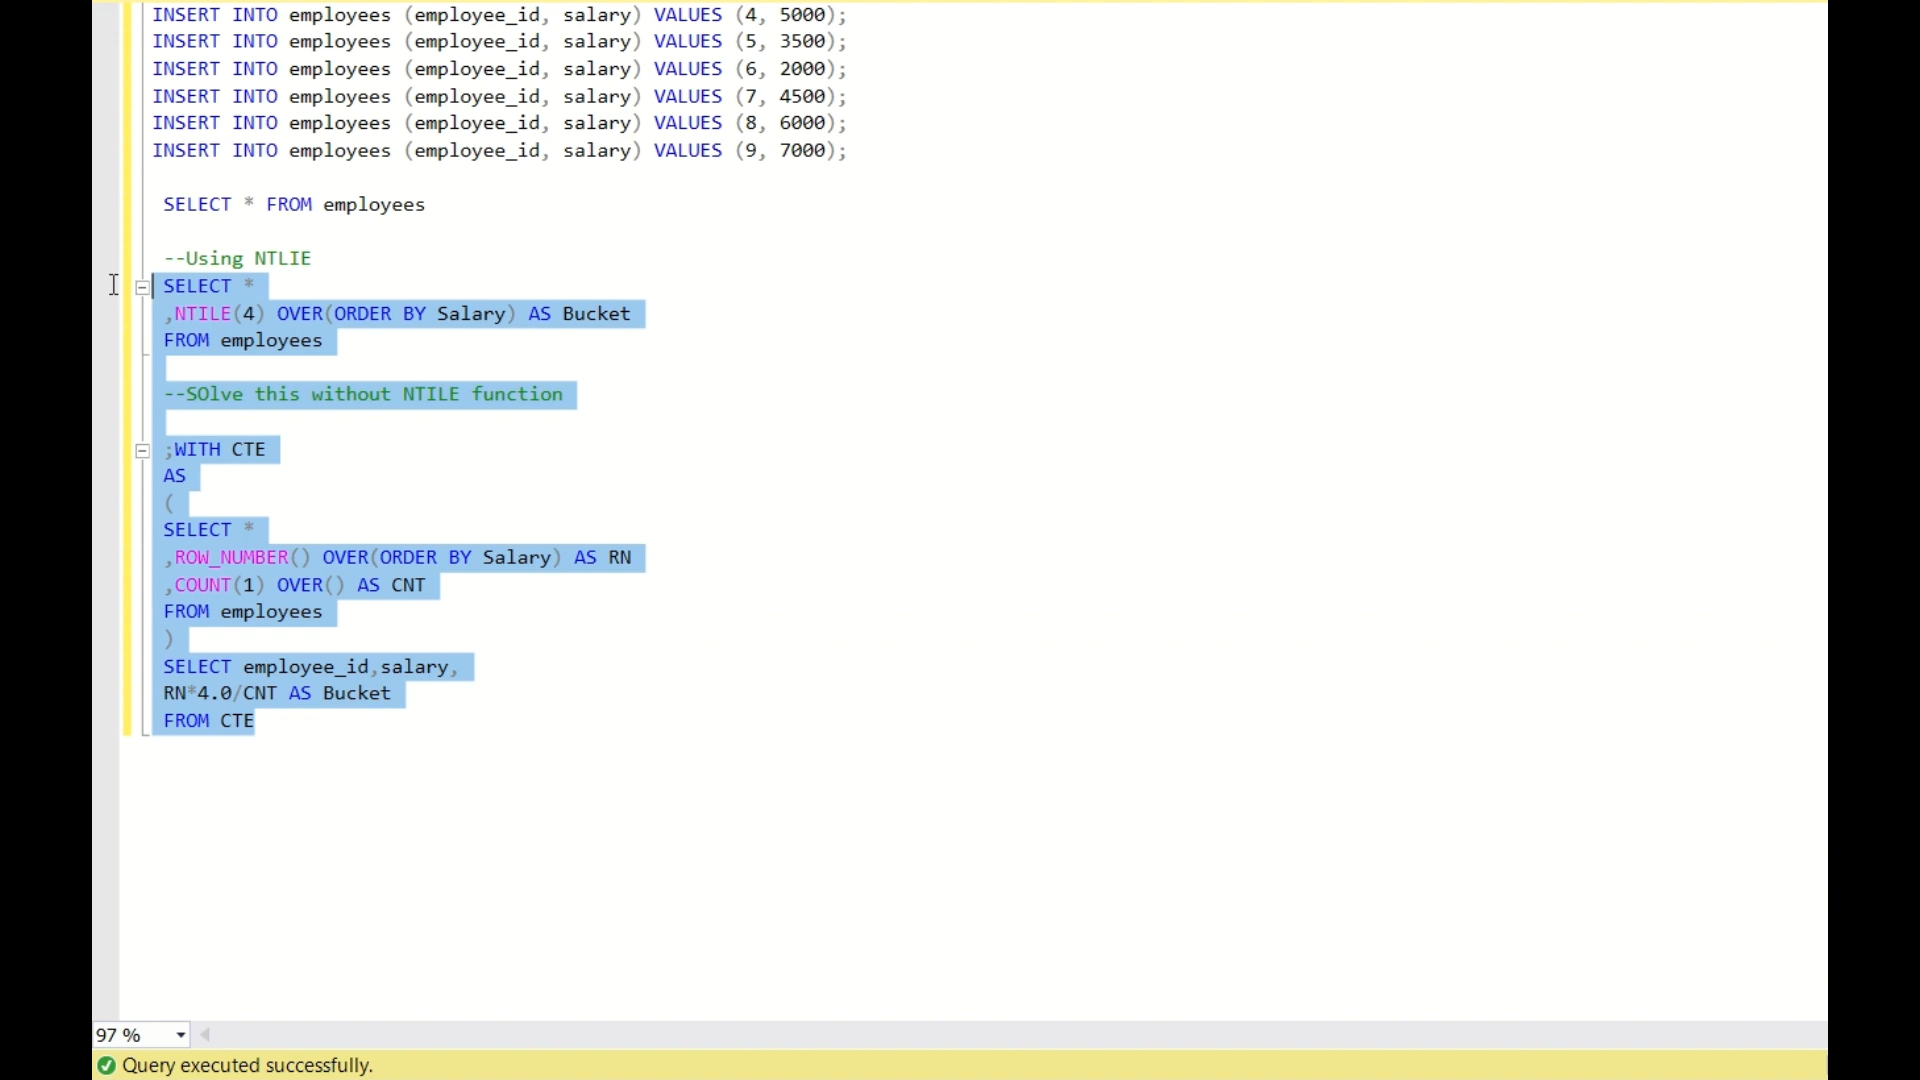 INSERT INTO employees (employee_id, salary) VALUES (4, 5000);
INSERT INTO employees (employee_id, salary) VALUES (5, 3500);
INSERT INTO employees (employee_id, salary) VALUES (6, 2000);
INSERT INTO employees (employee_id, salary) VALUES (7, 4500);
INSERT INTO employees (employee_id, salary) VALUES (8, 6000);
INSERT INTO employees (employee_id, salary) VALUES (9, 7000);
SELECT * FROM employees
--Using NTLIE
SELECT *
,NTILE(4) OVER(ORDER BY Salary) AS Bucket
FROM employees
--SOlve this without NTILE function
;WITH CTE
AS
(
SELECT *
,ROW_NUMBER() OVER(ORDER BY Salary) AS RN
,COUNT(1) OVER() AS CNT
FROM employees
)
SELECT employee_id,salary,
RN*4.0/CNT AS Bucket
FROM CTE
97 %
Query executed successfully.